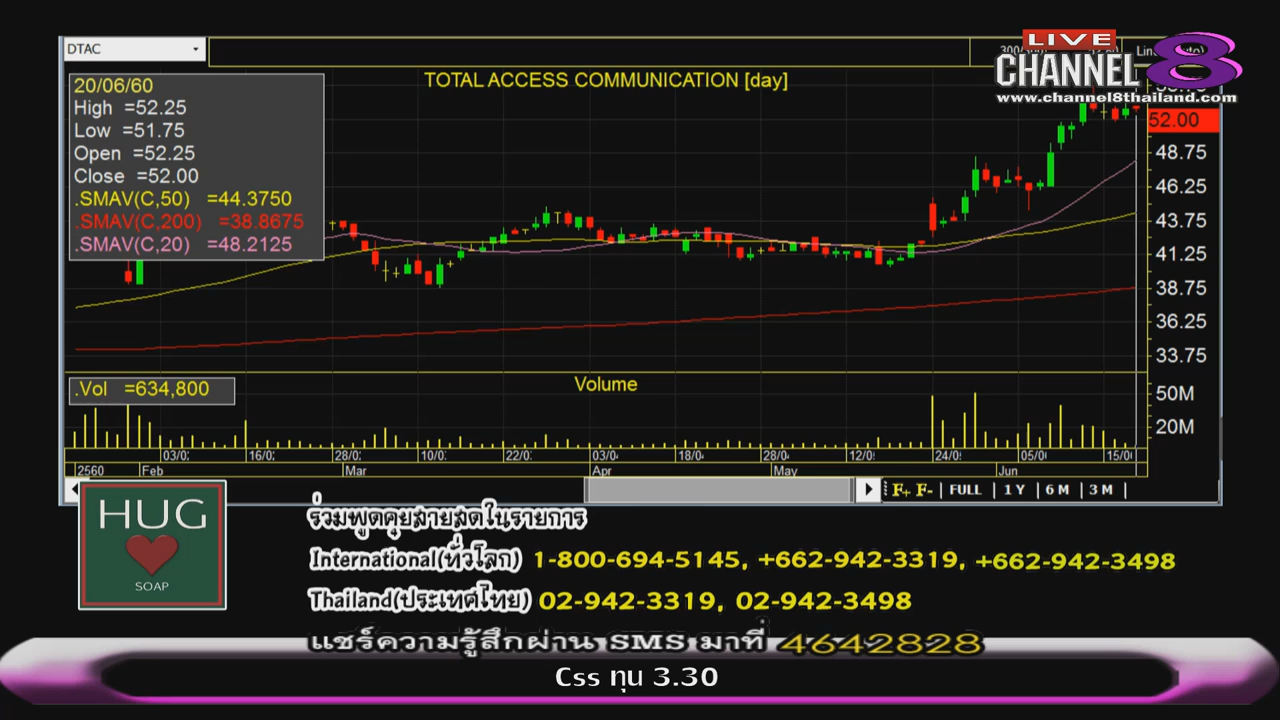 DTAC
LIVE
CHANNEL 8
www.channel8thailand.com
TOTAL ACCESS COMMUNICATION [day]
20/06/60
High =52.25
Low =51.75
Open =52.25
Close =52.00
.SMAV(C,50) =44.3750
.SMAV(C,200) =38.8675
.SMAV(C,20) =48.2125
52.00
48.75
46.25
43.75
41.25
38.75
36.25
33.75
.Vol =634,800
Volume
50M
20M
03/0 16/0 28/0 10/0 22/0 03/0 18/0 28/0 12/0 24/0 05/0 15/0
2560 Feb Mar Apr May Jun
F+ F- FULL 1 Y 6 M 3 M
HUG
SOAP
ร่วมพูดคุยสายสดในรายการ
International(ทั่วโลก) 1-800-694-5145, +662-942-3319, +662-942-3498
Thailand(ประเทศไทย) 02-942-3319, 02-942-3498
แชร์ความรู้สึกผ่าน SMS มาที่ 4642828
Css ทุน 3.30